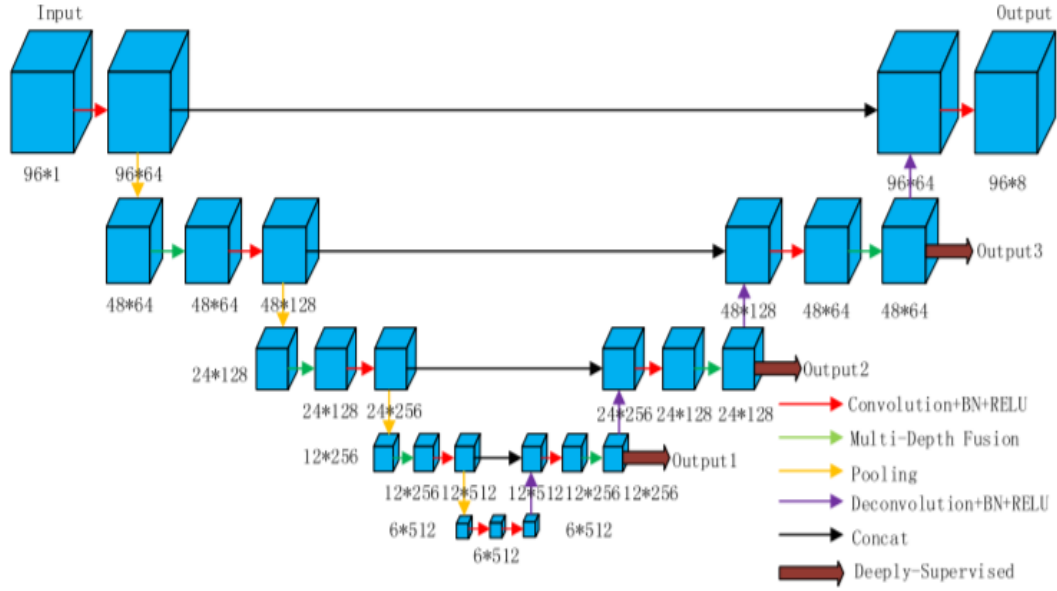 Input
Output
96*1
96*64
96*64
96*8
48*64
48*64
48*128
48*128
48*64
48*64
Output3
24*128
24*128
24*256
24*256
24*128
24*128
Output2
12*256
12*256
12*512
12*512
12*256
12*256
Output1
6*512
6*512
6*512
Convolution+BN+RELU
Multi-Depth Fusion
Pooling
Deconvolution+BN+RELU
Concat
Deeply-Supervised